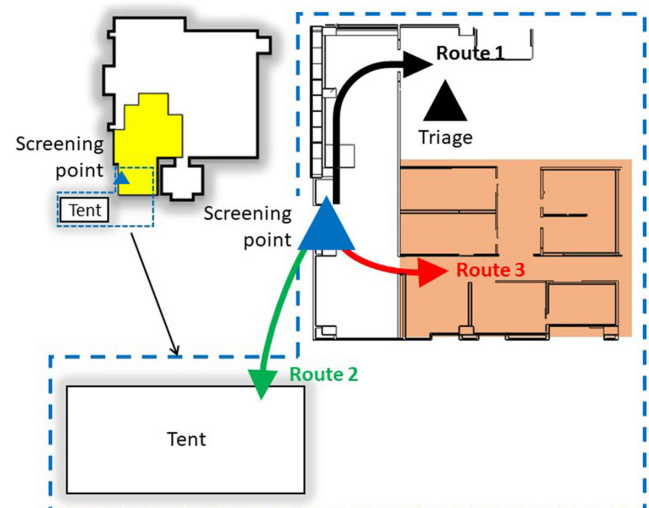 Screening
point
Tent
Route 1
Triage
Screening
point
Route 3
Route 2
Tent